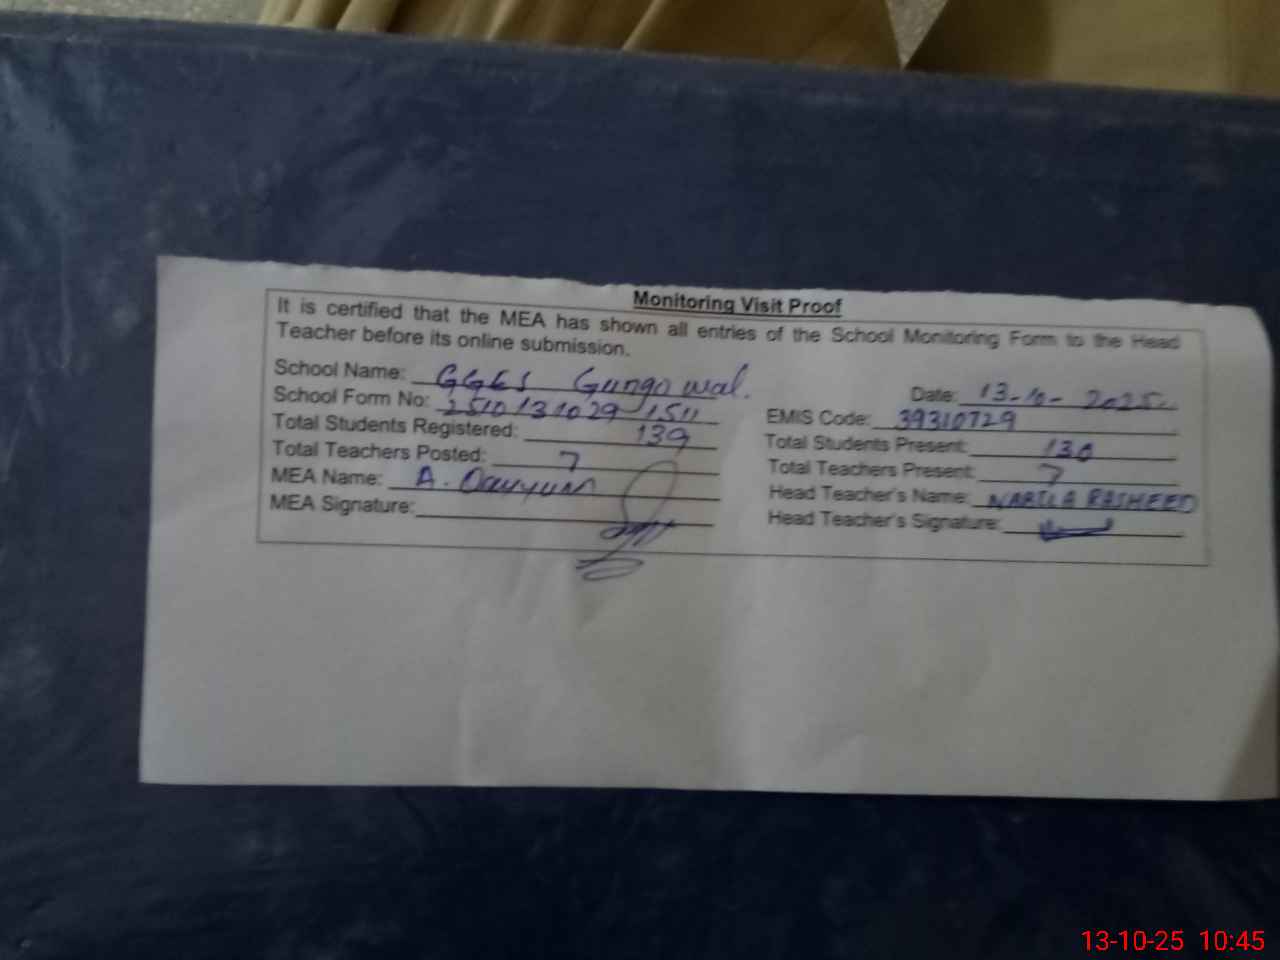 Monitoring Visit Proof
It is certified that the MEA has shown all entries of the School Monitoring Form to the Head
Teacher before its online submission.
School Name: GGES Gungowal.
Date: 13-10-2025
School Form No: 2510131029 1511
EMIS Code: 39310729
Total Students Registered: 139
Total Students Present: 130
Total Teachers Posted: 7
Total Teachers Present: 7
MEA Name: A. Qayyum
Head Teacher's Name: NABILA RASHEED
MEA Signature:
Head Teacher's Signature:
13-10-25 10:45